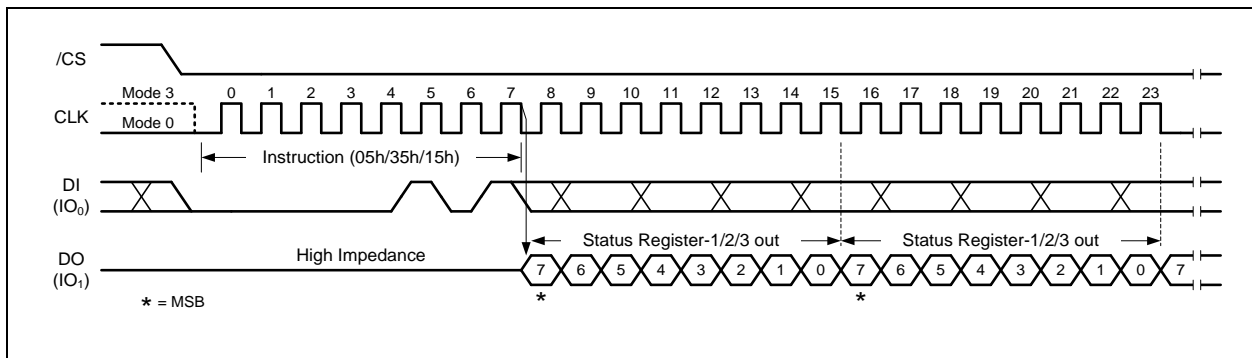 /CS
Mode 3 0 1 2 3 4 5 6 7 8 9 10 11 12 13 14 15 16 17 18 19 20 21 22 23
CLK
Mode 0
Instruction (05h/35h/15h)
DI
(IO₀)
Status Register-1/2/3 out Status Register-1/2/3 out
High Impedance
DO
(IO₁)
7 6 5 4 3 2 1 0 7 6 5 4 3 2 1 0 7
* *
* = MSB